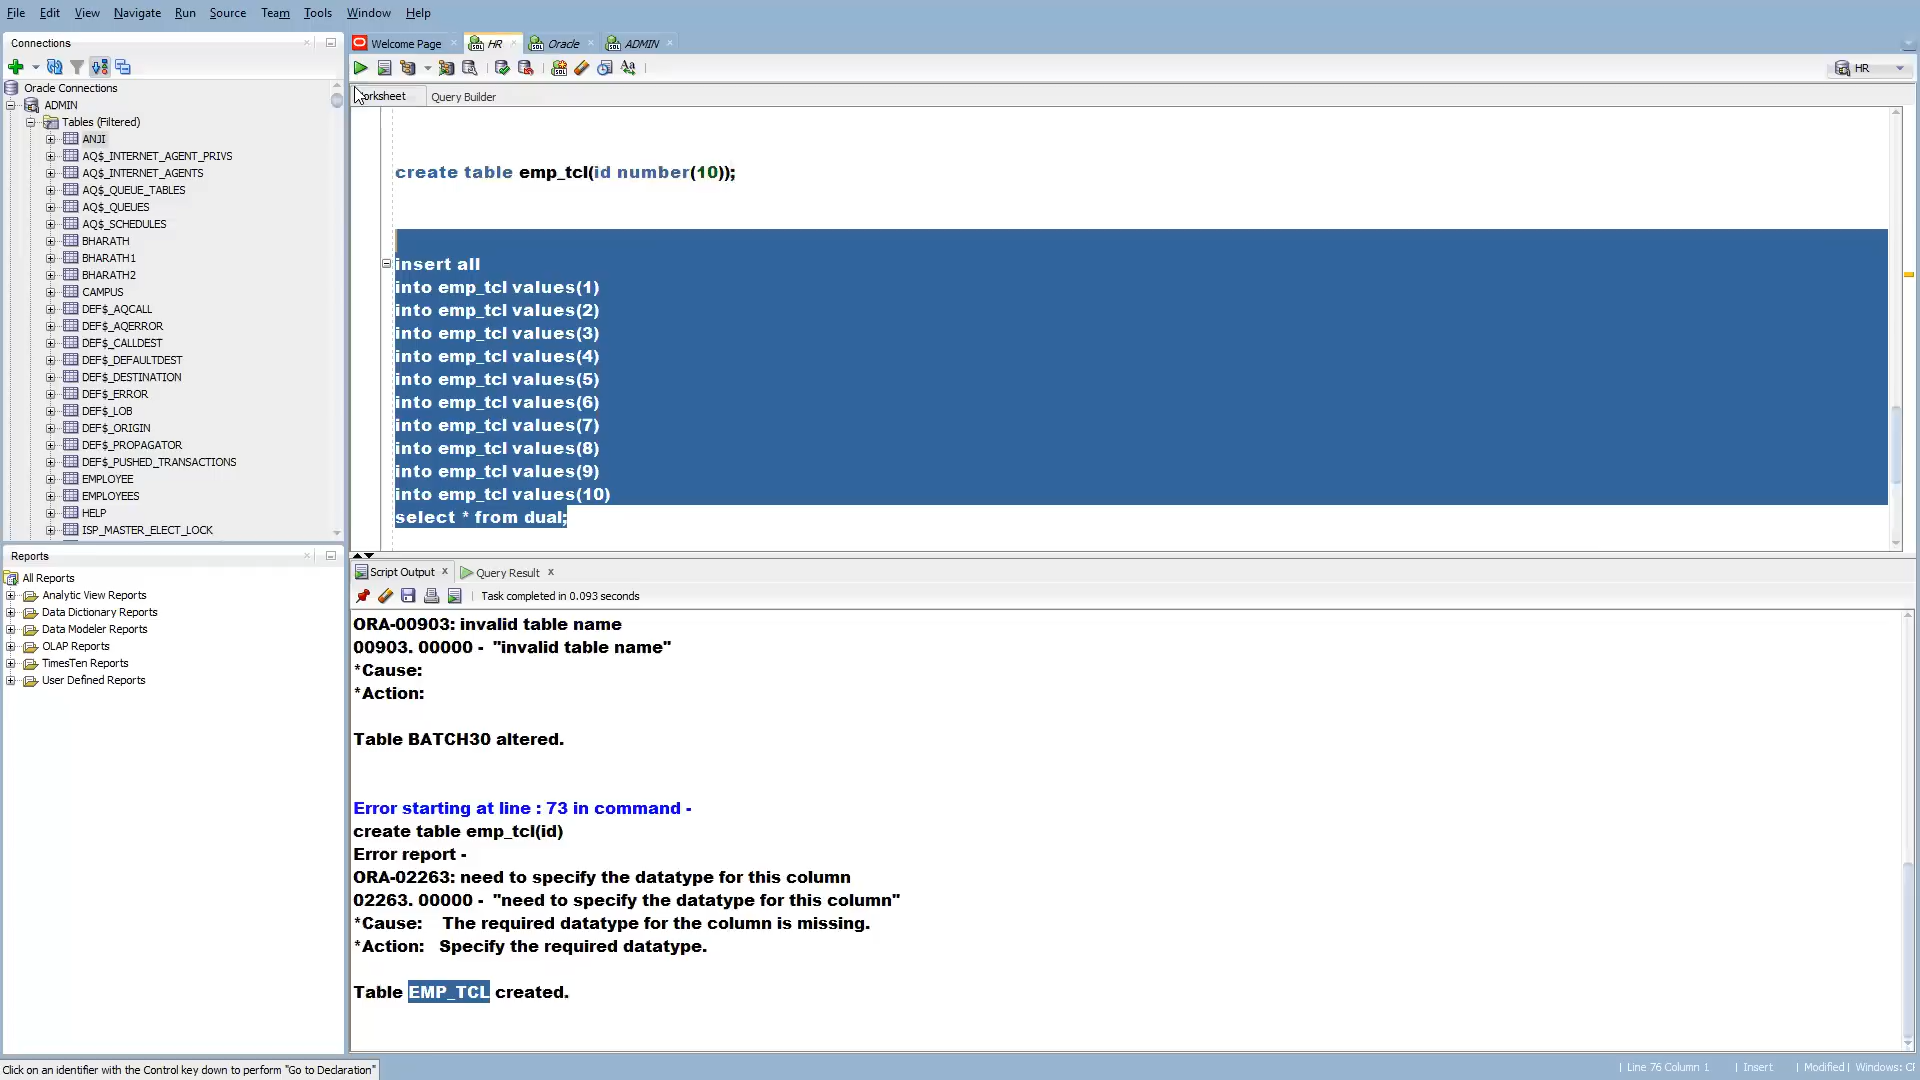 File Edit View Navigate Run Source Team Tools Window Help
Connections
Welcome Page HR Oracle ADMIN
HR
Oracle Connections
ADMIN
Tables (Filtered)
ANJI
AQ$_INTERNET_AGENT_PRIVS
AQ$_INTERNET_AGENTS
AQ$_QUEUE_TABLES
AQ$_QUEUES
AQ$_SCHEDULES
BHARATH
BHARATH1
BHARATH2
CAMPUS
DEF$_AQCALL
DEF$_AQERROR
DEF$_CALLDEST
DEF$_DEFAULTDEST
DEF$_DESTINATION
DEF$_ERROR
DEF$_LOB
DEF$_ORIGIN
DEF$_PROPAGATOR
DEF$_PUSHED_TRANSACTIONS
EMPLOYEE
EMPLOYEES
HELP
ISP_MASTER_ELECT_LOCK
Reports
All Reports
Analytic View Reports
Data Dictionary Reports
Data Modeler Reports
OLAP Reports
TimesTen Reports
User Defined Reports
orksheet Query Builder
create table emp_tcl(id number(10));
insert all
into emp_tcl values(1)
into emp_tcl values(2)
into emp_tcl values(3)
into emp_tcl values(4)
into emp_tcl values(5)
into emp_tcl values(6)
into emp_tcl values(7)
into emp_tcl values(8)
into emp_tcl values(9)
into emp_tcl values(10)
select * from dual;
Script Output Query Result
Task completed in 0.093 seconds
ORA-00903: invalid table name
00903. 00000 - "invalid table name"
*Cause:
*Action:
Table BATCH30 altered.
Error starting at line : 73 in command -
create table emp_tcl(id)
Error report -
ORA-02263: need to specify the datatype for this column
02263. 00000 - "need to specify the datatype for this column"
*Cause: The required datatype for the column is missing.
*Action: Specify the required datatype.
Table EMP_TCL created.
Click on an identifier with the Control key down to perform "Go to Declaration"
Line 76 Column 1 Insert Modified Windows: